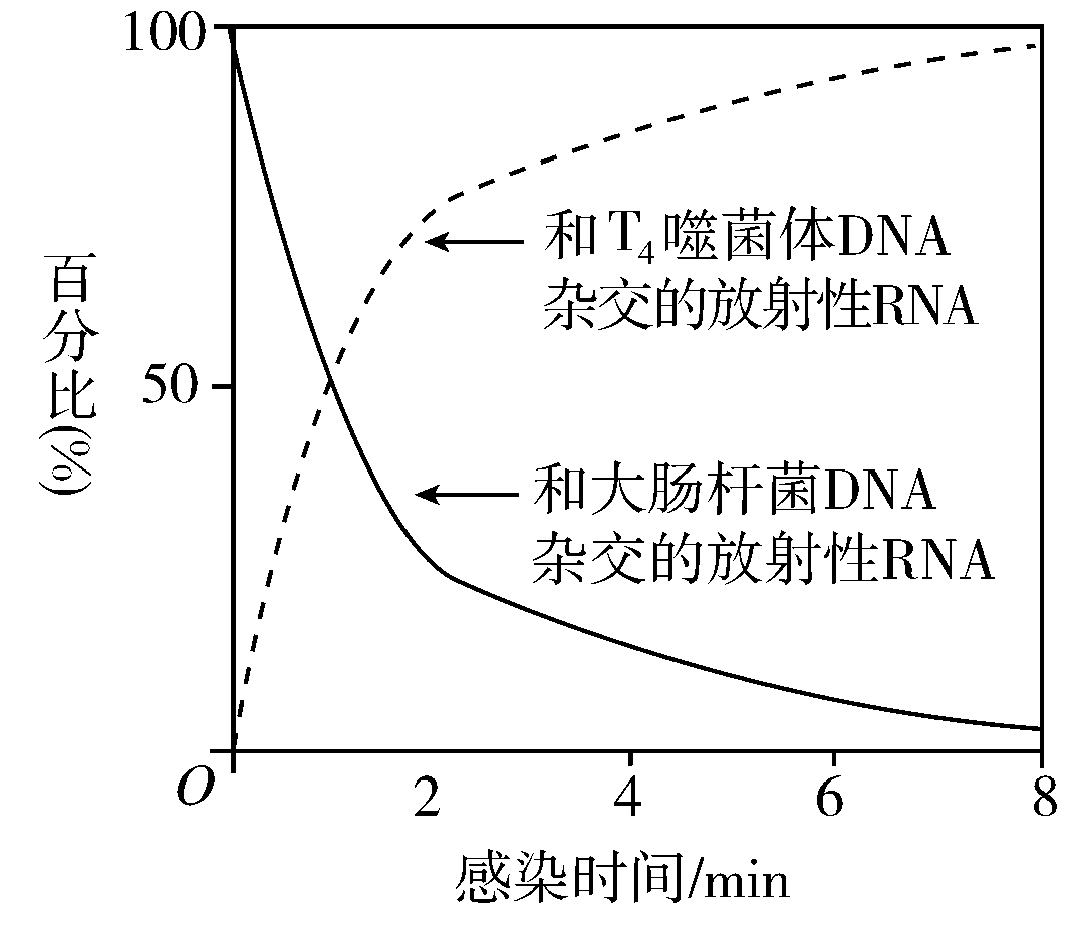 100
50
百分比(%)
和T₄噬菌体DNA
杂交的放射性RNA
和大肠杆菌DNA
杂交的放射性RNA
O 2 4 6 8
感染时间/min